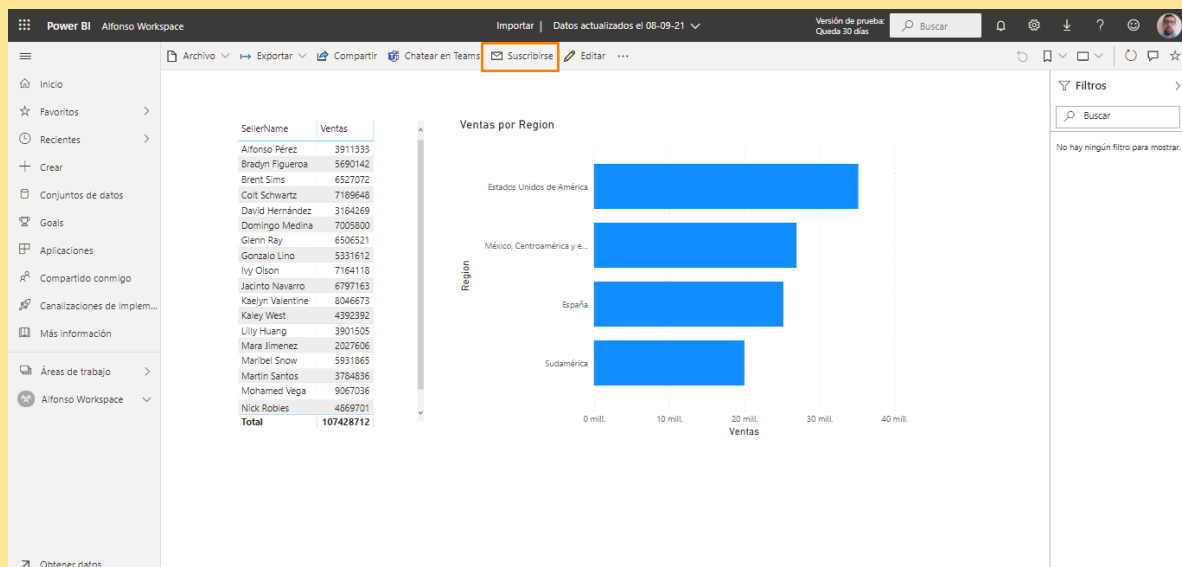 Power BI Alfonso Workspace
Importar | Datos actualizados el 08-09-21
Versión de prueba:
Queda 30 días
Buscar
Archivo Exportar Compartir Chatear en Teams Suscribirse Editar ...
Inicio
Favoritos
Recientes
Crear
Conjuntos de datos
Goals
Aplicaciones
Compartido conmigo
Canalizaciones de implem...
Más información
Áreas de trabajo
Alfonso Workspace
Obtener datos
SellerName Ventas
Alfonso Pérez 3911333
Bradyn Figueroa 5690142
Brent Sims 6527072
Colt Schwartz 7189648
David Hernández 3184269
Domingo Medina 7005800
Glenn Ray 6506521
Gonzalo Lino 5331612
Ivy Olson 7164118
Jacinto Navarro 6797163
Kaelyn Valentine 8046673
Kaley West 4392392
Lilly Huang 3901505
Mara Jimenez 2027606
Maribel Snow 5931865
Martin Santos 3784836
Mohamed Vega 9067036
Nick Robles 4869701
Total 107428712
Ventas por Region
Region
Estados Unidos de América
México, Centroamérica y e...
España
Sudamérica
0 mill. 10 mill. 20 mill. 30 mill. 40 mill.
Ventas
Filtros
Buscar
No hay ningún filtro para mostrar.